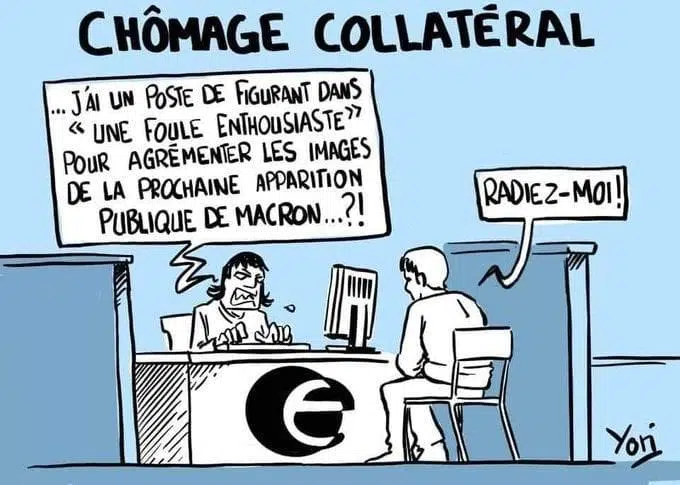 CHÔMAGE COLLATÉRAL
...J'AI UN POSTE DE FIGURANT DANS
“ UNE FOULE ENTHOUSIASTE”
POUR AGRÉMENTER LES IMAGES
DE LA PROCHAINE APPARITION
PUBLIQUE DE MACRON...?!
RADIEZ-MOI!
e
Yori